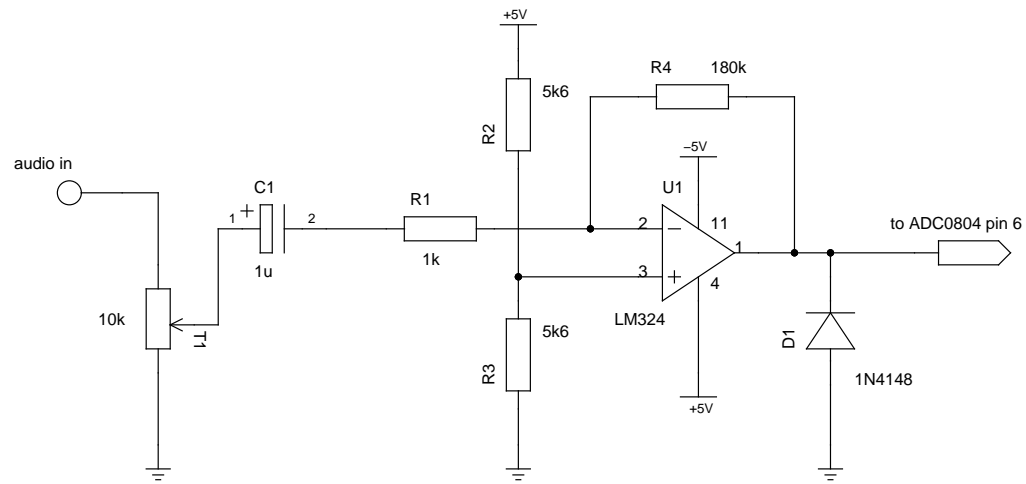 +5V
R4 180k
5k6
R2
−5V
audio in
C1
R1
U1
+
1
2
2
11
to ADC0804 pin 6
−
1
1u
1k
3
+
4
10k
T1
LM324
5k6
D1
R3
1N4148
+5V